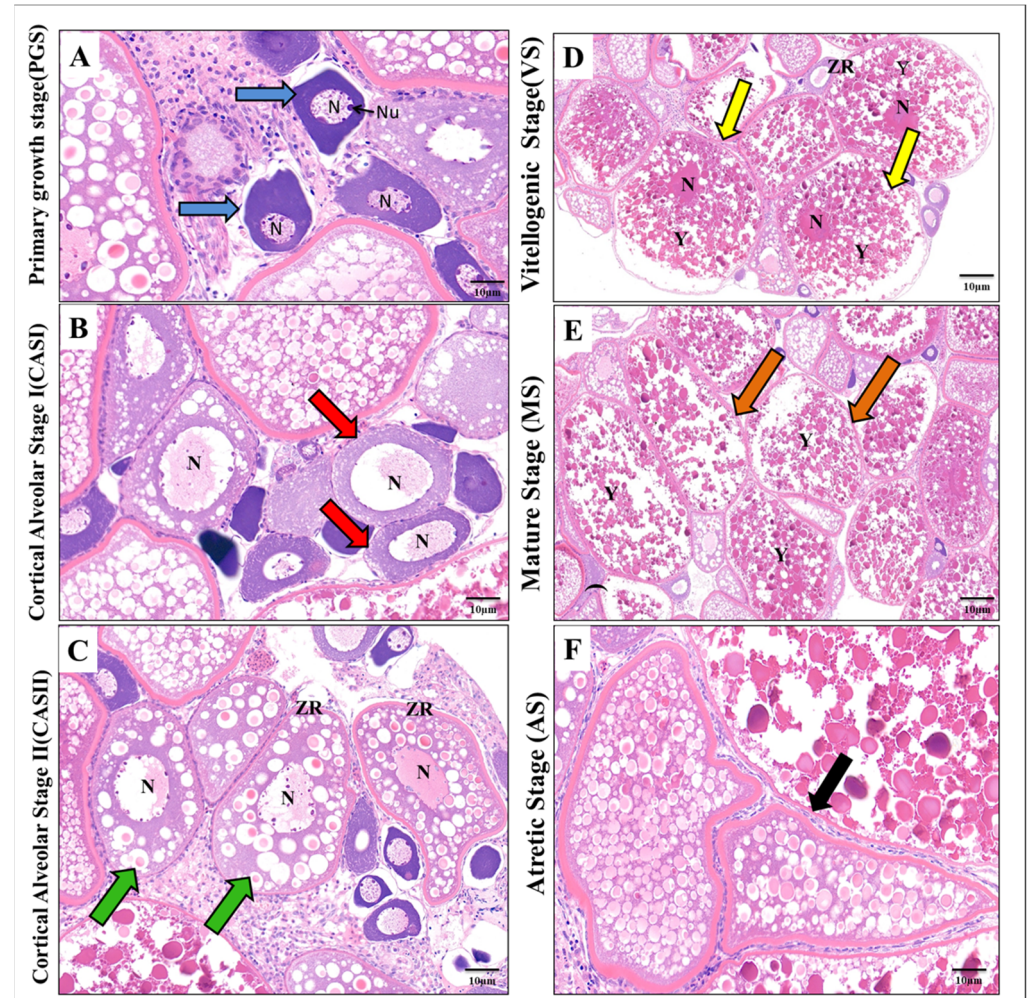 Primary growth stage(PGS)
A
N
Nu
N
N
10μm
Cortical Alveolar Stage I(CASI)
B
N
N
N
10μm
Cortical Alveolar Stage II(CASII)
C
ZR
ZR
N
N
N
10μm
Vitellogenic Stage(VS)
D
ZR
Y
N
N
N
Y
Y
10μm
Mature Stage (MS)
E
Y
Y
Y
10μm
Atretic Stage (AS)
F
10μm